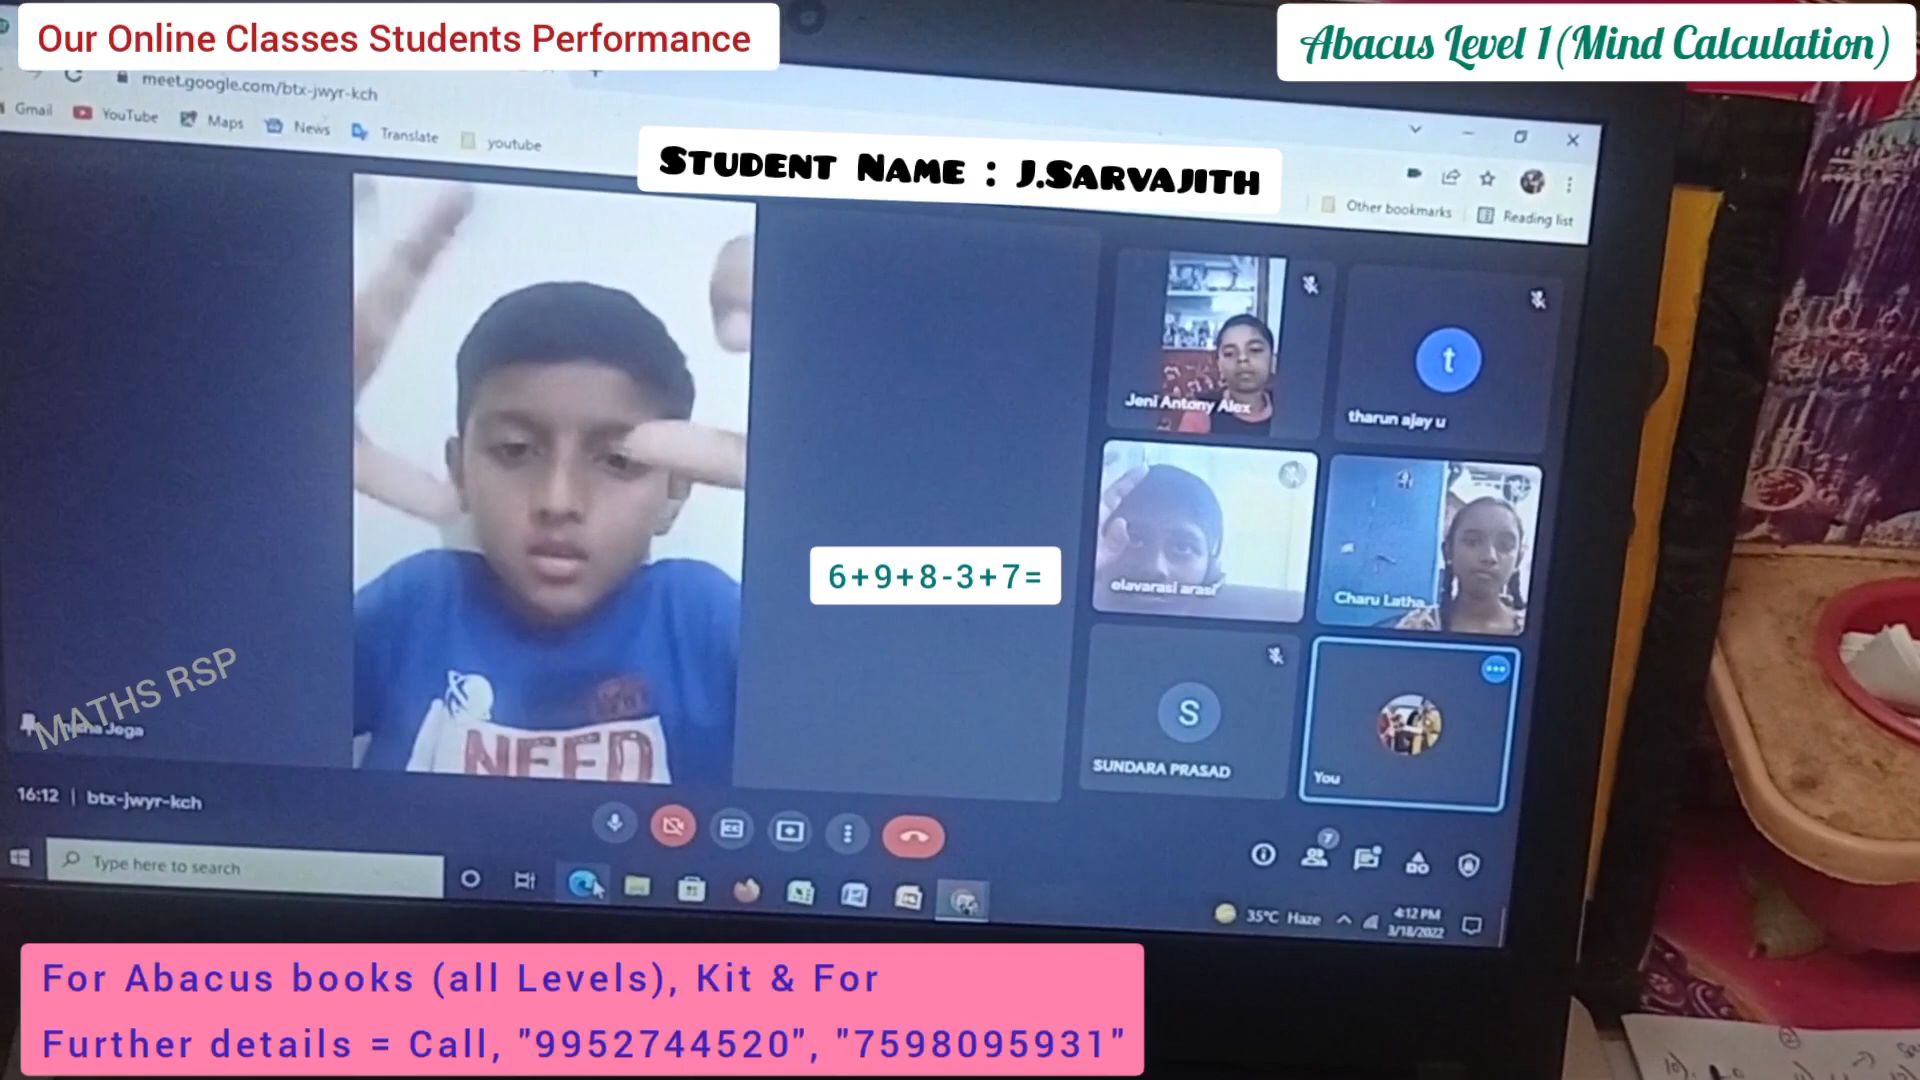 Our Online Classes Students Performance
Abacus Level 1(Mind Calculation)
meet.google.com/btx-jwyr-kch
Gmail
YouTube
Maps
News
Translate
youtube
STUDENT NAME : J.SARVAJITH
Other bookmarks
Reading list
Jeni Antony Alex
t
tharun ajay u
6+9+8-3+7=
elavarasi arasi
Charu Latha
MATHS RSP
Jega
NEED
S
SUNDARA PRASAD
You
16:12 | btx-jwyr-kch
7
Type here to search
35°C Haze
4:12 PM
3/18/2022
For Abacus books (all Levels), Kit & For
Further details = Call, "9952744520", "7598095931"